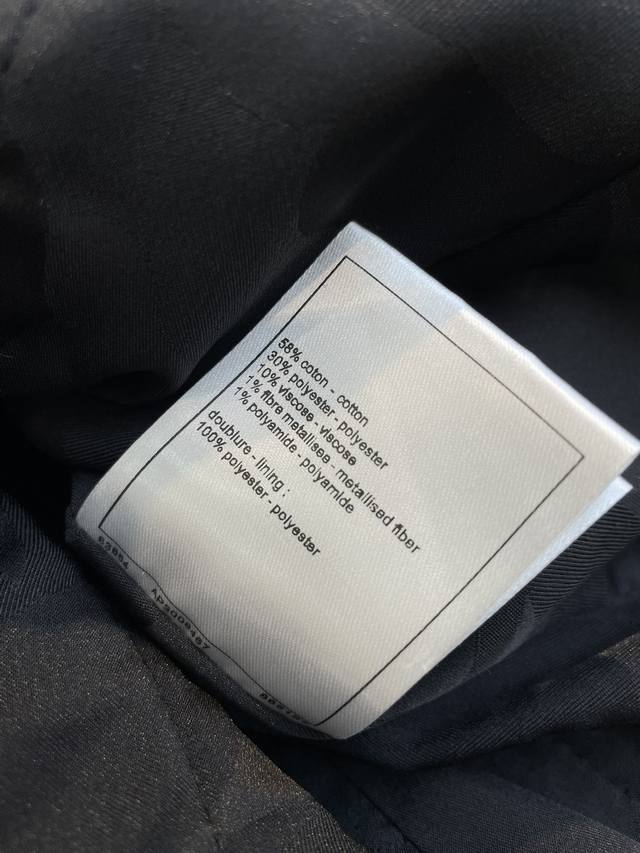 58% coton - cotton
30% polyester - polyester
10% viscose - viscose
1% fibre metallisee - metallised fiber
1% polyamide - polyamide
doublure - lining :
100% polyester - polyester